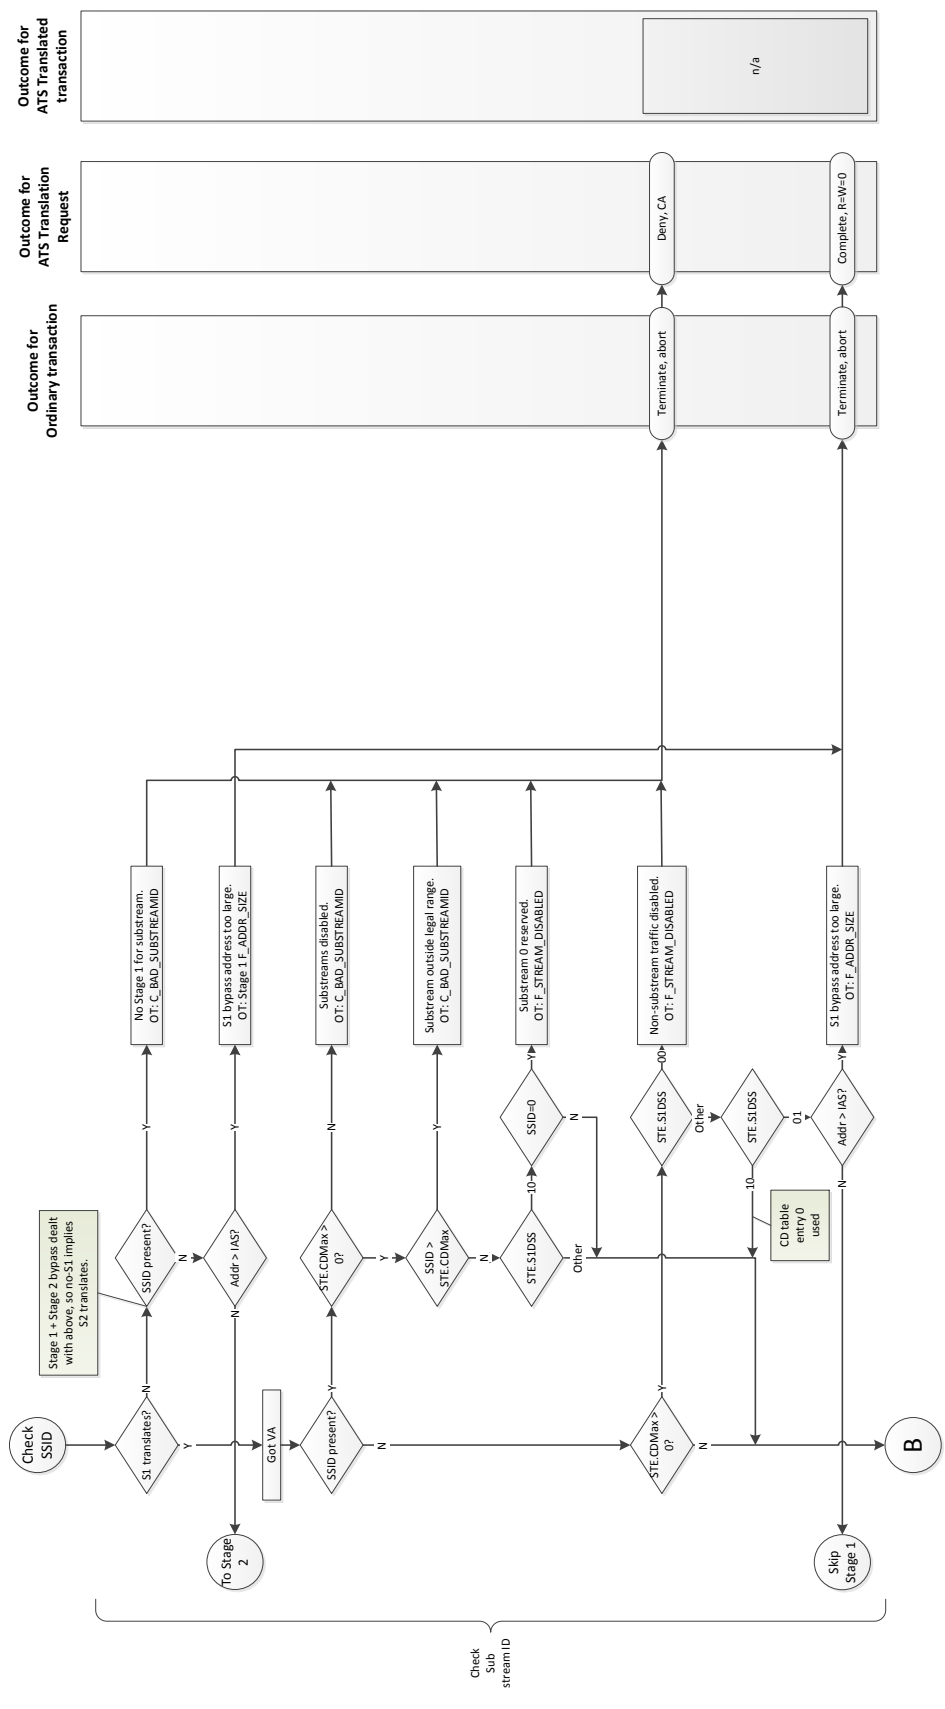 Outcome for
Ordinary transaction
Outcome for
ATS Translation
Request
Outcome for
ATS Translated
transaction
Check
SSID
Stage 1 + Stage 2 bypass dealt
with above, so no-S1 implies
S2 translates.
S1 translates?
N
SSID present?
Y
No Stage 1 for substream.
OT: C_BAD_SUBSTREAMID
Y
N
To Stage
2
N
Addr > IAS?
Y
S1 bypass address too large.
OT: Stage 1 F_ADDR_SIZE
Got VA
SSID present?
Y
STE.CDMax >
0?
N
Substreams disabled.
OT: C_BAD_SUBSTREAMID
N
Y
SSID >
STE.CDMax
Y
Substream outside legal range.
OT: C_BAD_SUBSTREAMID
N
STE.S1DSS
10
SSID=0
Y
Substream 0 reserved.
OT: F_STREAM_DISABLED
Other
N
STE.CDMax >
0?
Y
STE.S1DSS
00
Non-substream traffic disabled.
OT: F_STREAM_DISABLED
Terminate, abort
Deny, CA
n/a
N
Other
10
STE.S1DSS
CD table
entry 0
used
01
Skip
Stage 1
N
Addr > IAS?
Y
S1 bypass address too large.
OT: F_ADDR_SIZE
Terminate, abort
Complete, R=W=0
B
Check
Sub
stream ID